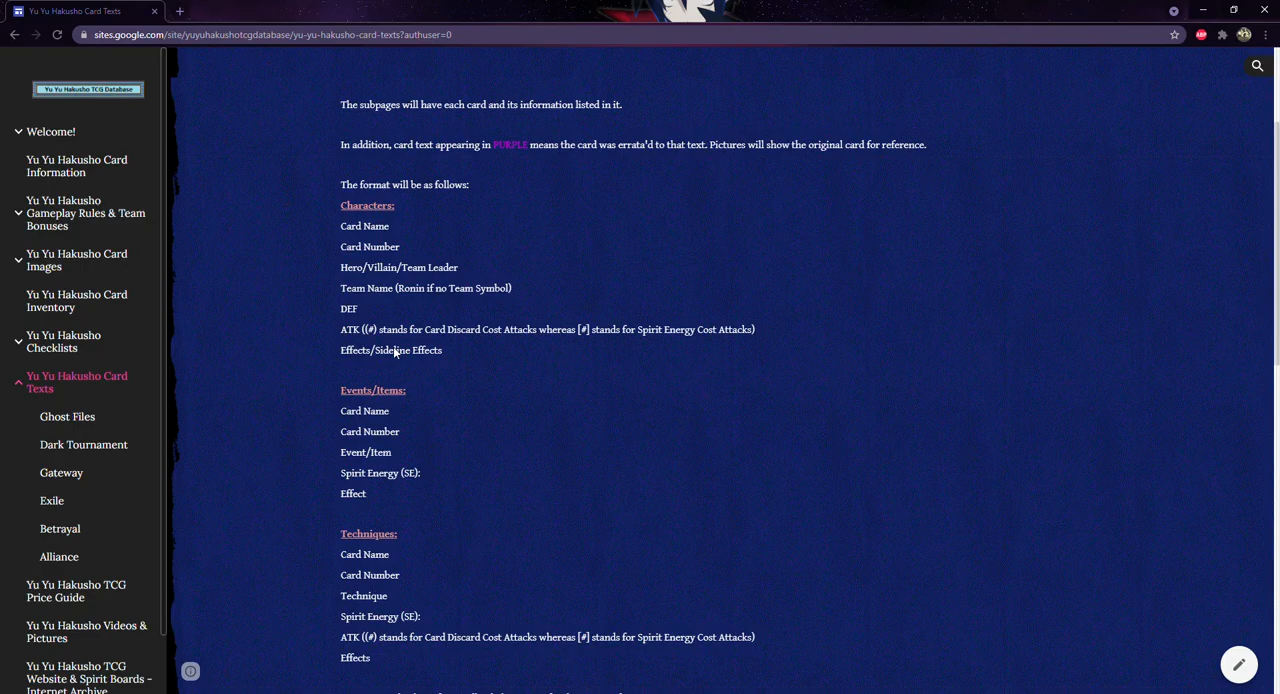 Yu Yu Hakusho Card Texts
sites.google.com/site/yuyuhakushotcgdatabase/yu-yu-hakusho-card-texts?authuser=0
ABP
Yu Yu Hakusho TCG Database
Welcome!
Yu Yu Hakusho Card
Information
Yu Yu Hakusho
Gameplay Rules & Team
Bonuses
Yu Yu Hakusho Card
Images
Yu Yu Hakusho Card
Inventory
Yu Yu Hakusho
Checklists
Yu Yu Hakusho Card
Texts
Ghost Files
Dark Tournament
Gateway
Exile
Betrayal
Alliance
Yu Yu Hakusho TCG
Price Guide
Yu Yu Hakusho Videos &
Pictures
Yu Yu Hakusho TCG
Website & Spirit Boards -
Internet Archive
The subpages will have each card and its information listed in it.
In addition, card text appearing in PURPLE means the card was errata'd to that text. Pictures will show the original card for reference.
The format will be as follows:
Characters:
Card Name
Card Number
Hero/Villain/Team Leader
Team Name (Ronin if no Team Symbol)
DEF
ATK ((#) stands for Card Discard Cost Attacks whereas [#] stands for Spirit Energy Cost Attacks)
Effects/Sideline Effects
Events/Items:
Card Name
Card Number
Event/Item
Spirit Energy (SE):
Effect
Techniques:
Card Name
Card Number
Technique
Spirit Energy (SE):
ATK ((#) stands for Card Discard Cost Attacks whereas [#] stands for Spirit Energy Cost Attacks)
Effects